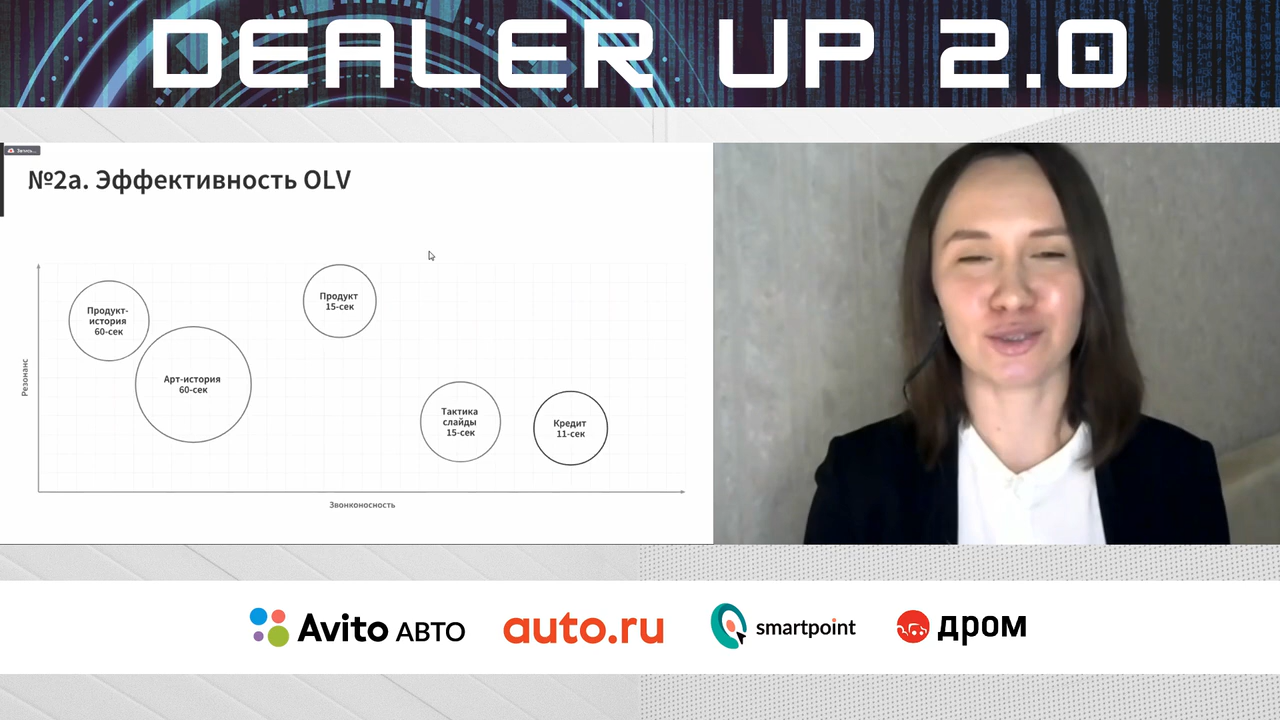 DEALER UP 2.0
Запись...
№2а. Эффективность OLV
Продукт-
история
60-сек
Арт-история
60-сек
Продукт
15-сек
Тактика
слайды
15-сек
Кредит
11-сек
Резонанс
Звонконосность
Avito АВТО
auto.ru
smartpoint
дром